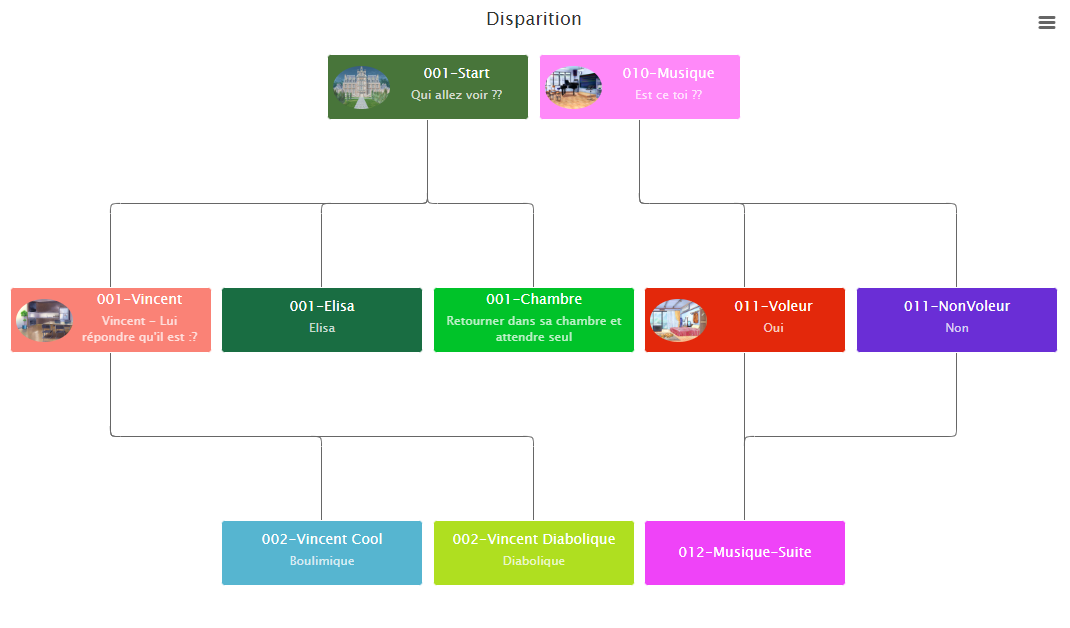 Disparition
001-Start
Qui allez voir ??
010-Musique
Est ce toi ??
001-Vincent
Vincent - Lui
répondre qu'il est :?
001-Elisa
Elisa
001-Chambre
Retourner dans sa chambre et
attendre seul
011-Voleur
Oui
011-NonVoleur
Non
002-Vincent Cool
Boulimique
002-Vincent Diabolique
Diabolique
012-Musique-Suite